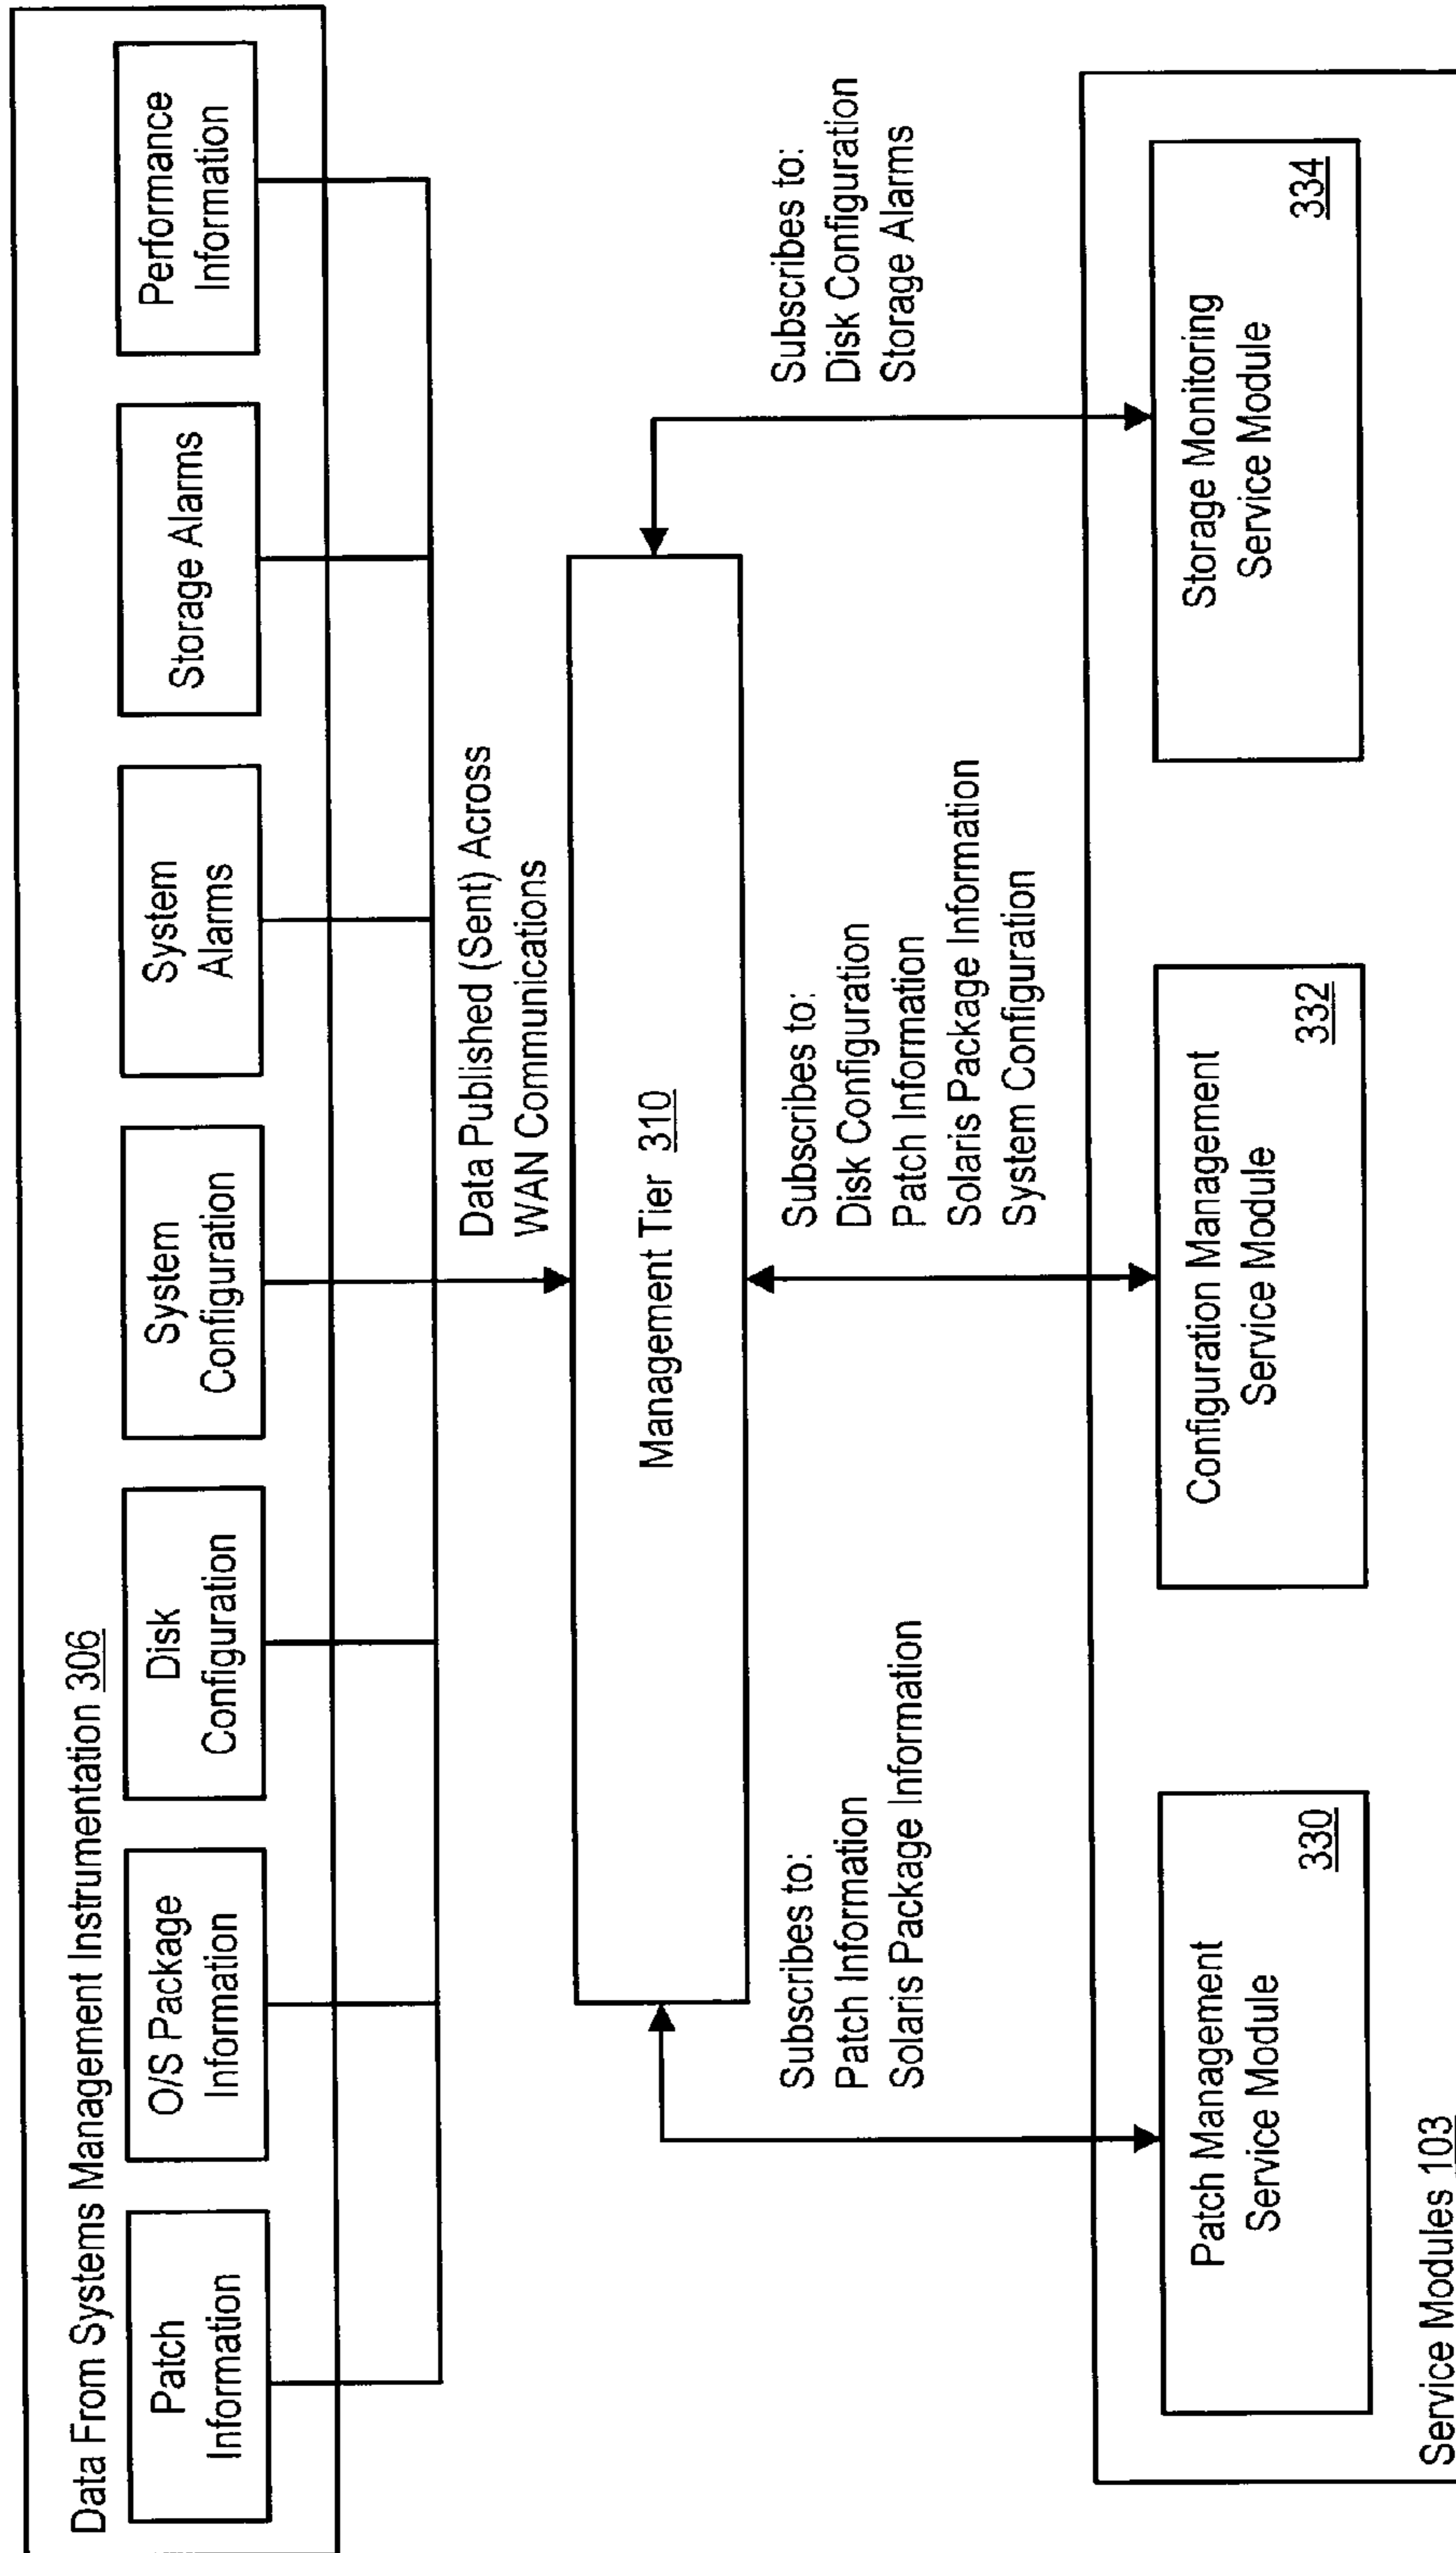 Data From Systems Management Instrumentation 306
Patch
Information
O/S Package
Information
Disk
Configuration
System
Configuration
System
Alarms
Storage Alarms
Performance
Information
Data Published (Sent) Across
WAN Communications
Management Tier 310
Subscribes to:
Patch Information
Solaris Package Information
Subscribes to:
Disk Configuration
Patch Information
Solaris Package Information
System Configuration
Subscribes to:
Disk Configuration
Storage Alarms
Patch Management
Service Module
330
Configuration Management
Service Module
332
Storage Monitoring
Service Module
334
Service Modules 103